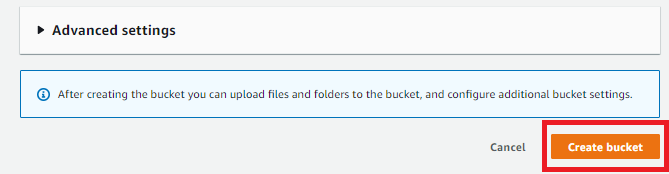 Advanced settings
After creating the bucket you can upload files and folders to the bucket, and configure additional bucket settings.
Cancel Create bucket